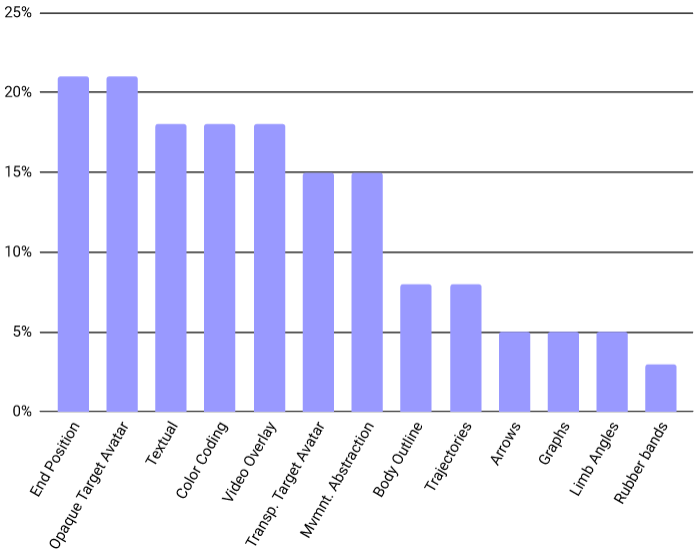 25%
20%
15%
10%
5%
0%
End Position
Opaque Target Avatar
Textual
Color Coding
Video Overlay
Transp. Target Avatar
Mvmnt. Abstraction
Body Outline
Trajectories
Arrows
Graphs
Limb Angles
Rubber bands